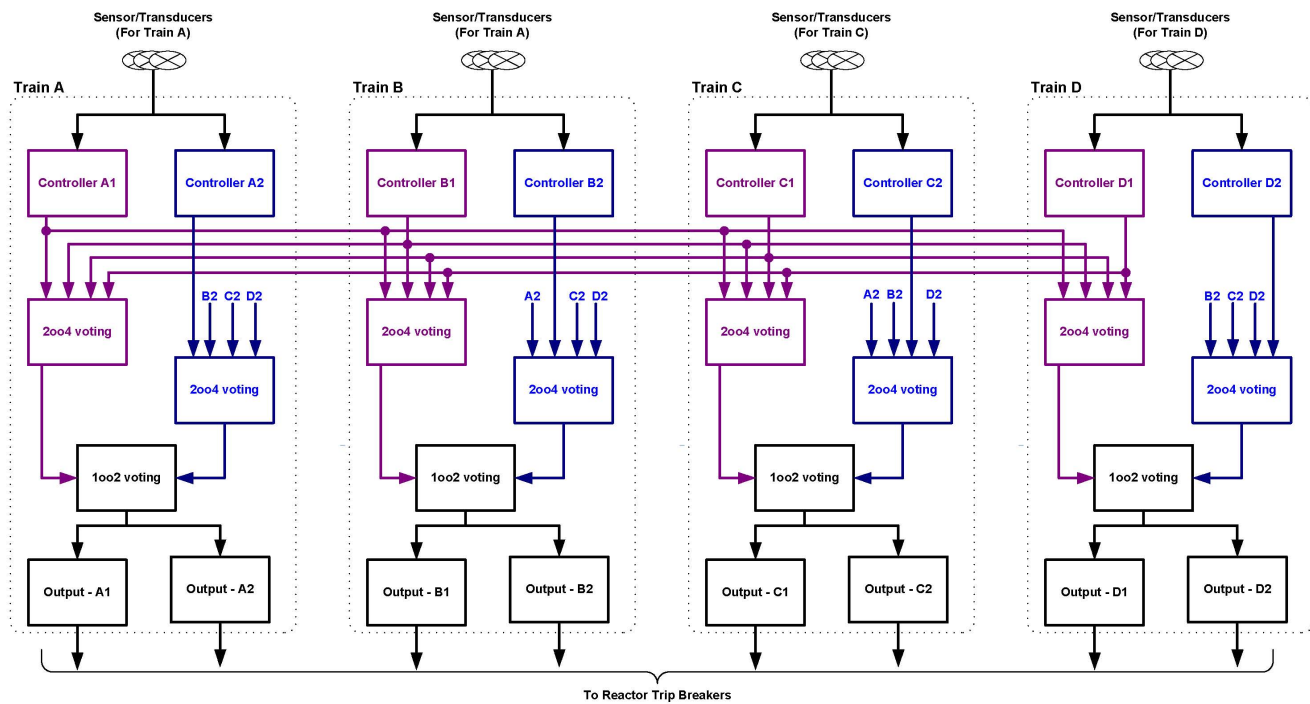 Sensor/Transducers
(For Train A)
Sensor/Transducers
(For Train A)
Sensor/Transducers
(For Train C)
Sensor/Transducers
(For Train D)
Train A
Train B
Train C
Train D
Controller A1
Controller A2
Controller B1
Controller B2
Controller C1
Controller C2
Controller D1
Controller D2
B2 C2 D2
A2 C2 D2
A2 B2 D2
B2 C2 D2
2oo4 voting
2oo4 voting
2oo4 voting
2oo4 voting
2oo4 voting
2oo4 voting
2oo4 voting
2oo4 voting
1oo2 voting
1oo2 voting
1oo2 voting
1oo2 voting
Output - A1
Output - A2
Output - B1
Output - B2
Output - C1
Output - C2
Output - D1
Output - D2
To Reactor Trip Breakers